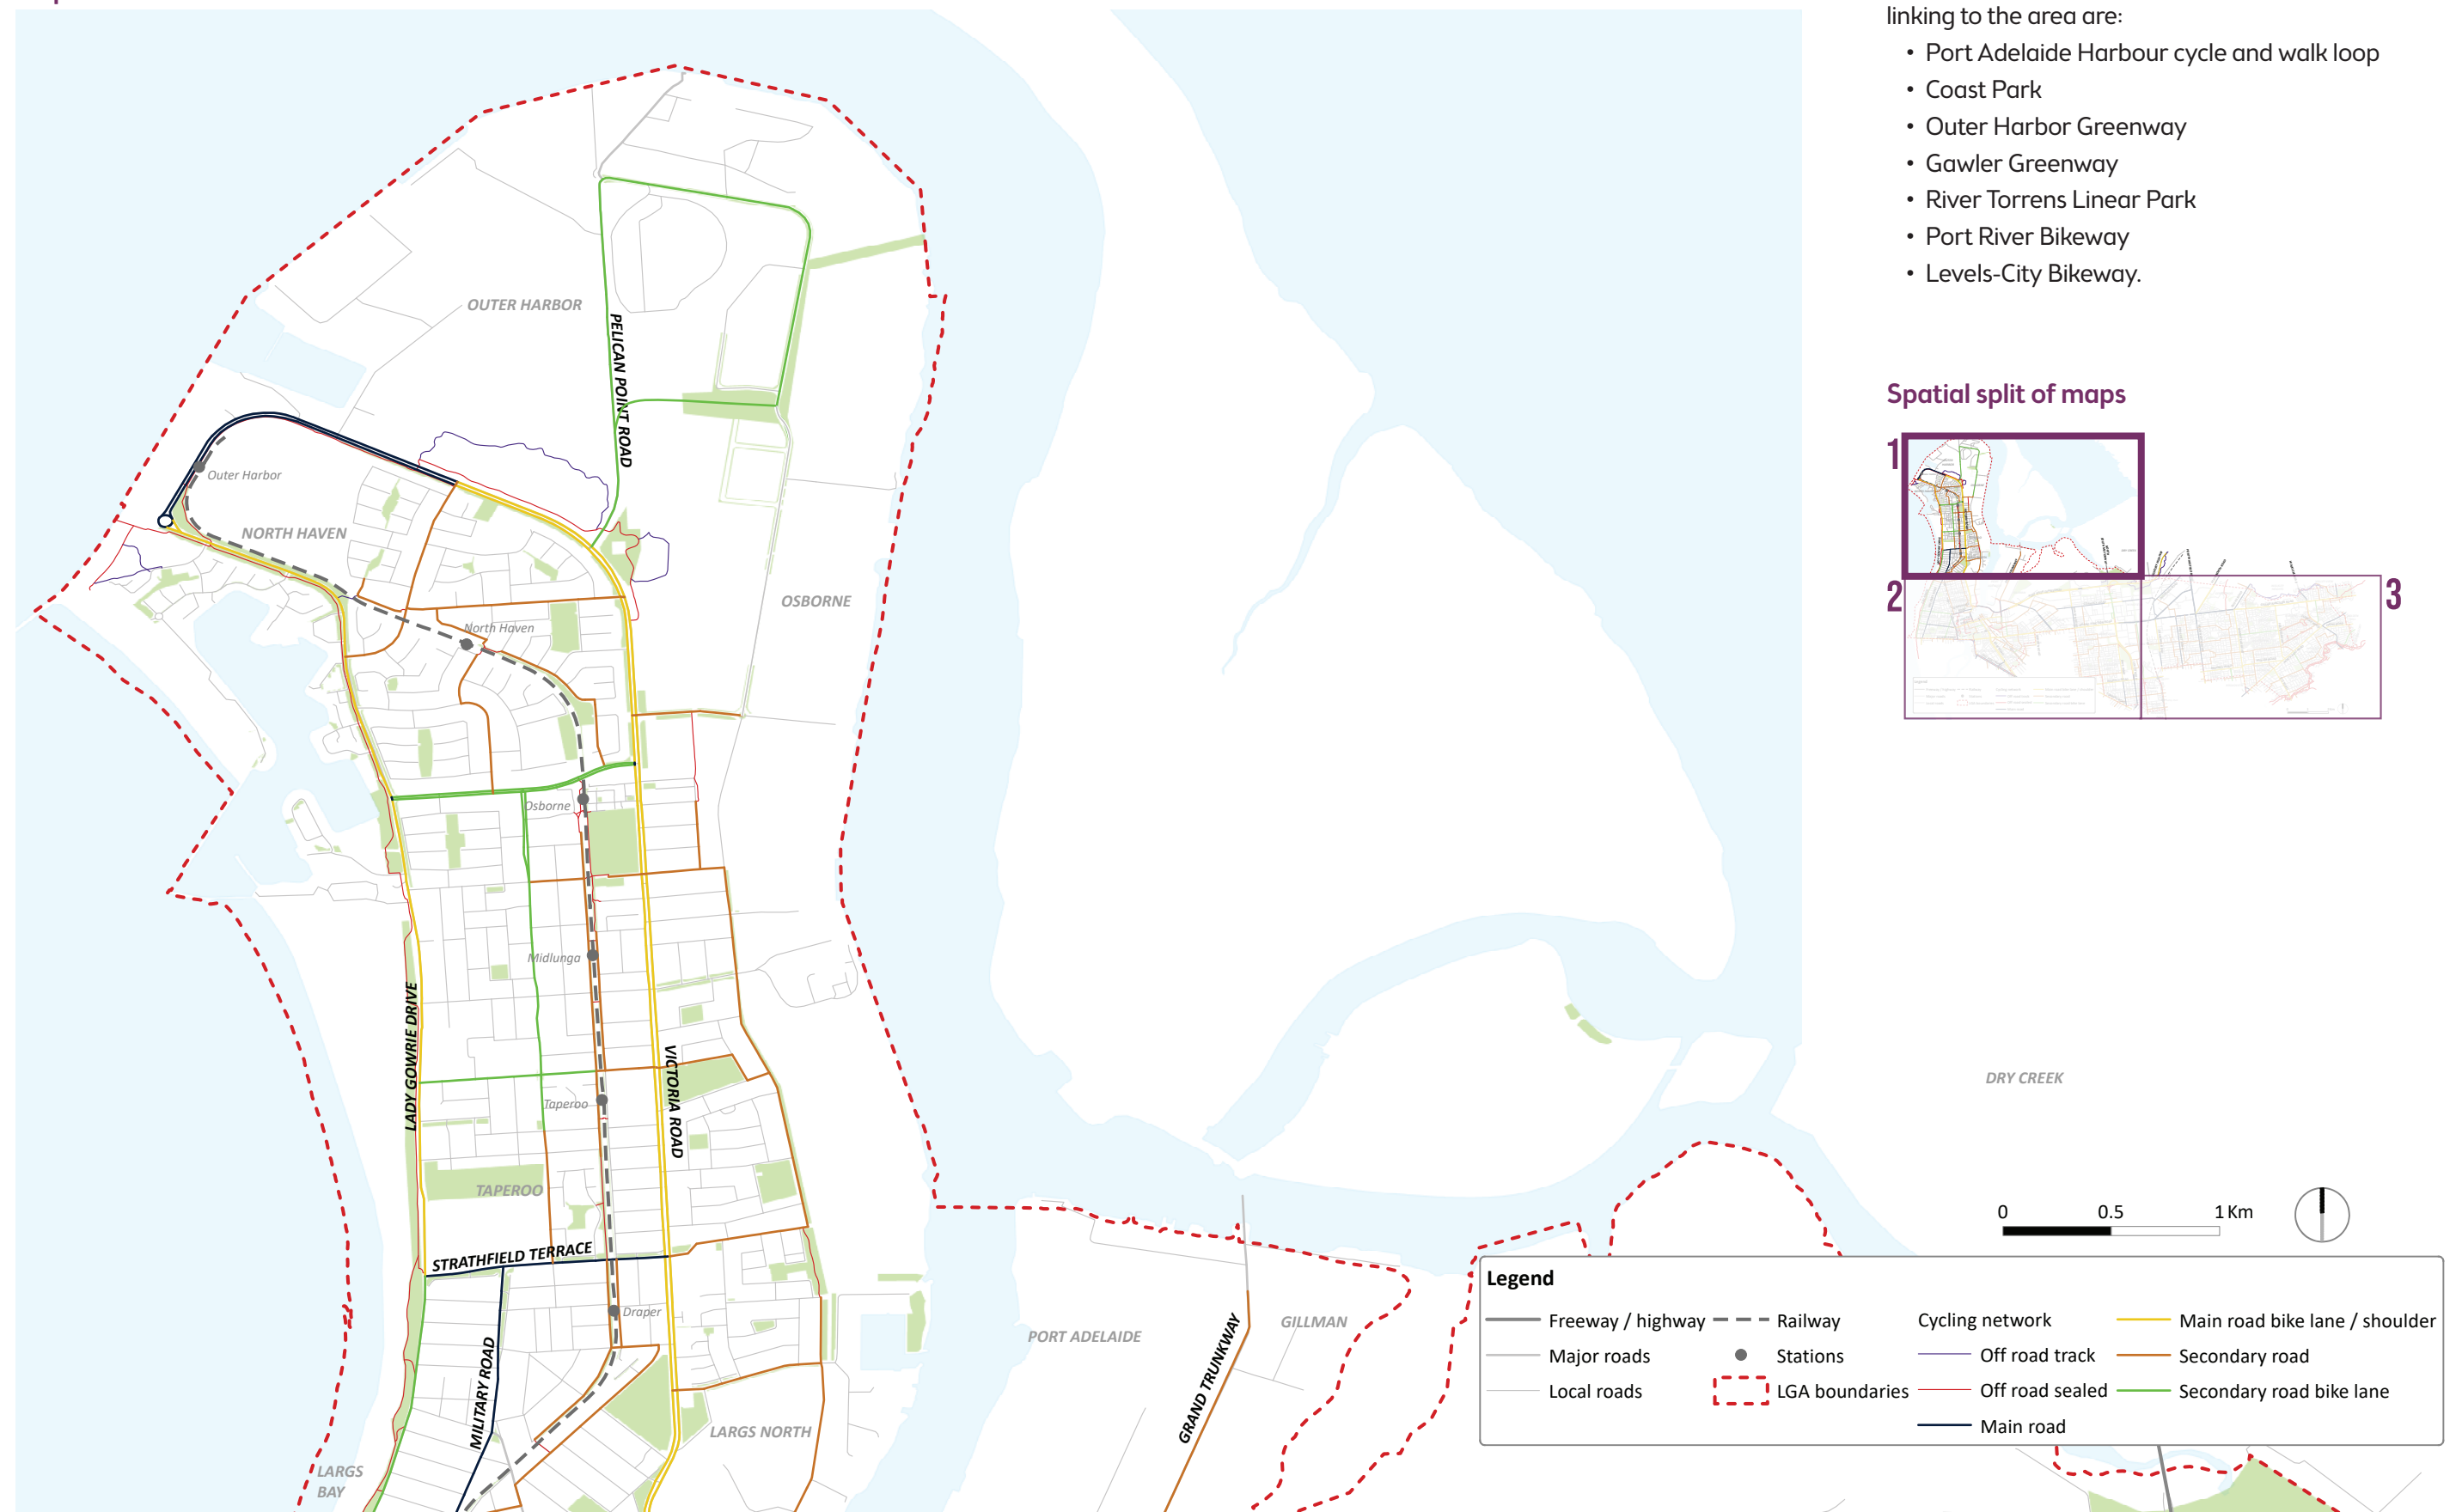 linking to the area are:
• Port Adelaide Harbour cycle and walk loop
• Coast Park
• Outer Harbor Greenway
• Gawler Greenway
• River Torrens Linear Park
• Port River Bikeway
• Levels-City Bikeway.
Spatial split of maps
1
2
3
OUTER HARBOR
PELICAN POINT ROAD
Outer Harbor
NORTH HAVEN
OSBORNE
North Haven
Osborne
Midlunga
LADY GOWRIE DRIVE
VICTORIA ROAD
Taperoo
TAPEROO
STRATHFIELD TERRACE
Draper
MILITARY ROAD
LARGS NORTH
LARGS
BAY
PORT ADELAIDE
GRAND TRUNKWAY
GILLMAN
DRY CREEK
0 0.5 1 Km
Legend
Freeway / highway
Major roads
Local roads
Railway
Stations
LGA boundaries
Cycling network
Off road track
Off road sealed
Main road
Main road bike lane / shoulder
Secondary road
Secondary road bike lane